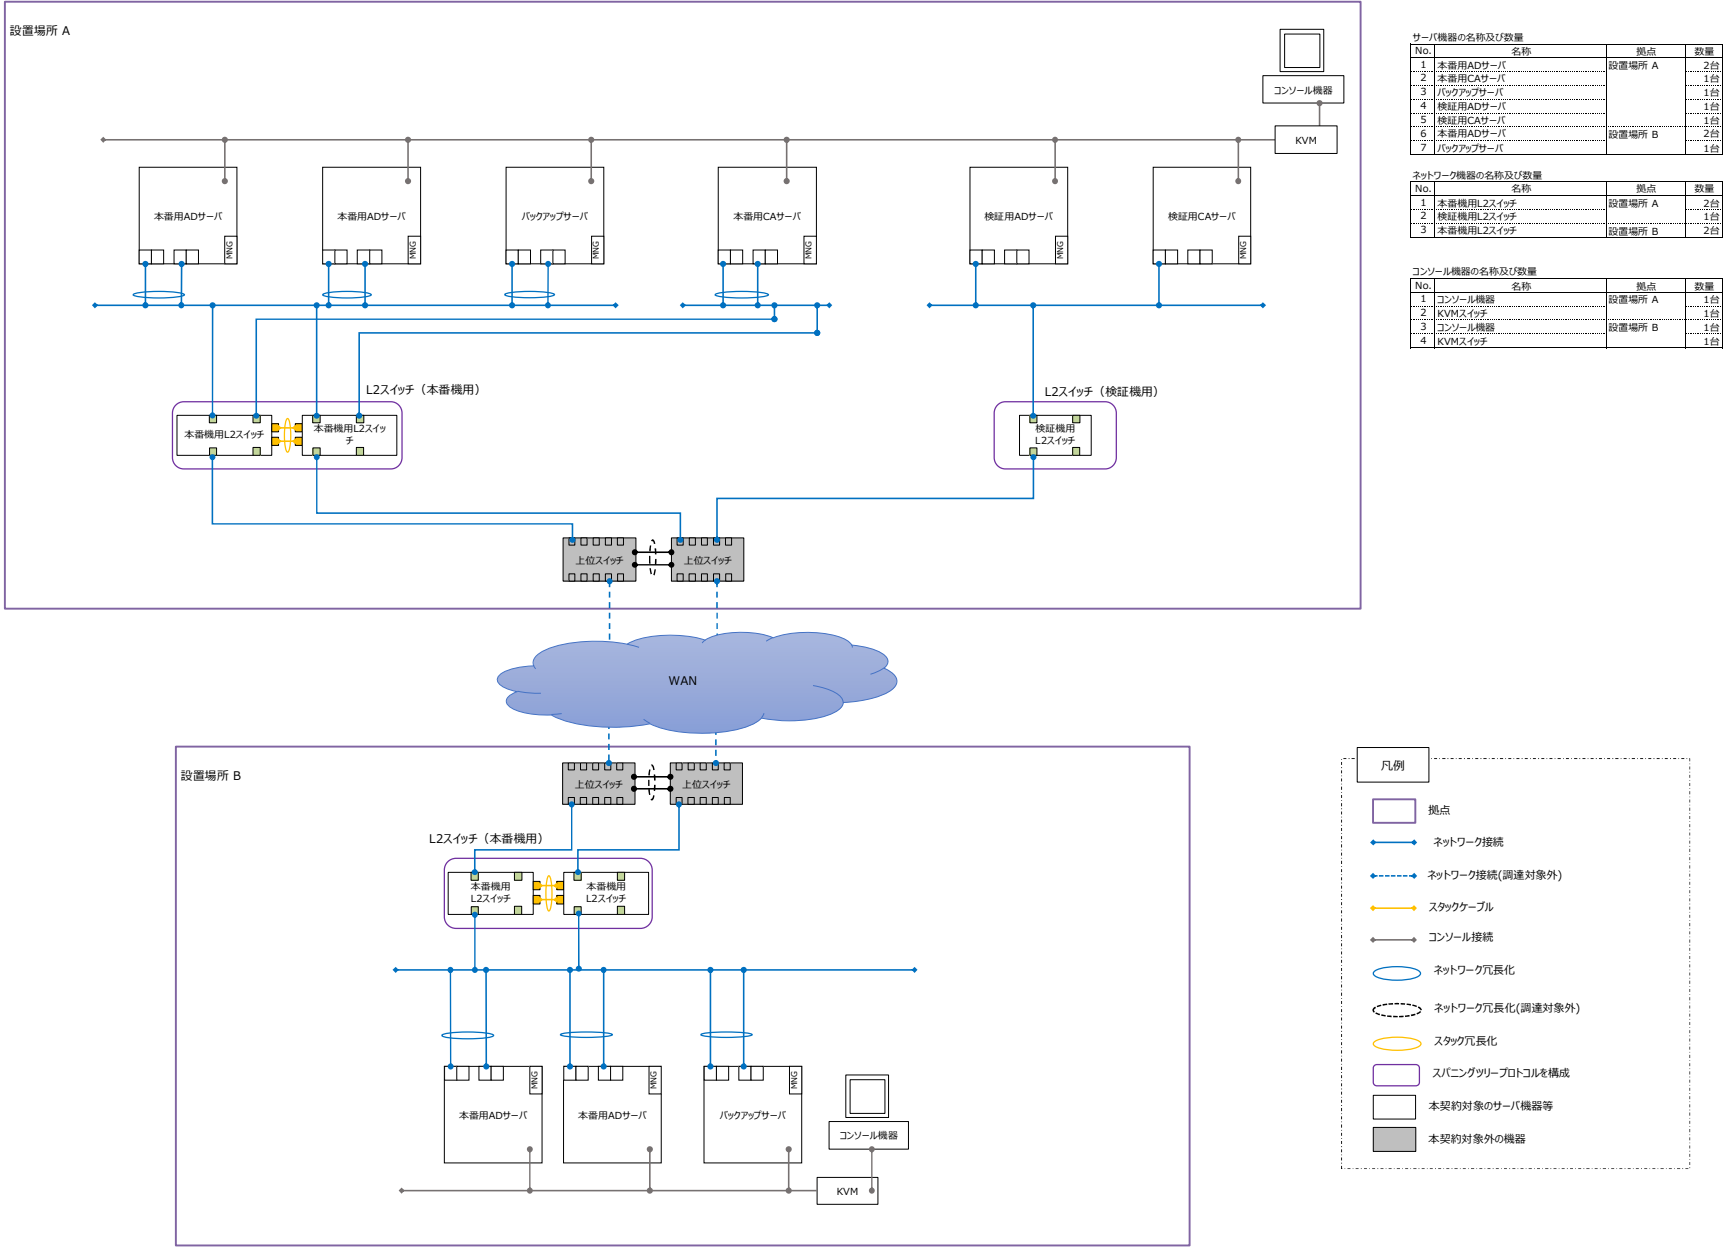 設置場所 A
コンソール機器
KVM
本番用ADサーバ
MNG
本番用ADサーバ
MNG
バックアップサーバ
MNG
本番用CAサーバ
検証用ADサーバ
MNG
検証用CAサーバ
MNG
L2スイッチ（本番機用）
本番機用L2スイッチ
本番機用L2スイッ
チ
L2スイッチ（検証機用）
検証機用
L2スイッチ
上位スイッチ
上位スイッチ
WAN
設置場所 B
上位スイッチ
上位スイッチ
L2スイッチ（本番機用）
本番機用
L2スイッチ
本番機用
L2スイッチ
MNG
本番用ADサーバ
MNG
本番用ADサーバ
MNG
バックアップサーバ
コンソール機器
KVM
サーバ機器の名称及び数量
No. 名称 拠点 数量
1 本番用ADサーバ 設置場所 A 2台
2 本番用CAサーバ 1台
3 バックアップサーバ 1台
4 検証用ADサーバ 1台
5 検証用CAサーバ 1台
6 本番用ADサーバ 設置場所 B 2台
7 バックアップサーバ 1台
ネットワーク機器の名称及び数量
No. 名称 拠点 数量
1 本番機用L2スイッチ 設置場所 A 2台
2 検証機用L2スイッチ 1台
3 本番機用L2スイッチ 設置場所 B 2台
コンソール機器の名称及び数量
No. 名称 拠点 数量
1 コンソール機器 設置場所 A 1台
2 KVMスイッチ 1台
3 コンソール機器 設置場所 B 1台
4 KVMスイッチ 1台
凡例
拠点
ネットワーク接続
ネットワーク接続(調達対象外)
スタックケーブル
コンソール接続
ネットワーク冗長化
ネットワーク冗長化(調達対象外)
スタック冗長化
スパニングツリープロトコルを構成
本契約対象のサーバ機器等
本契約対象外の機器